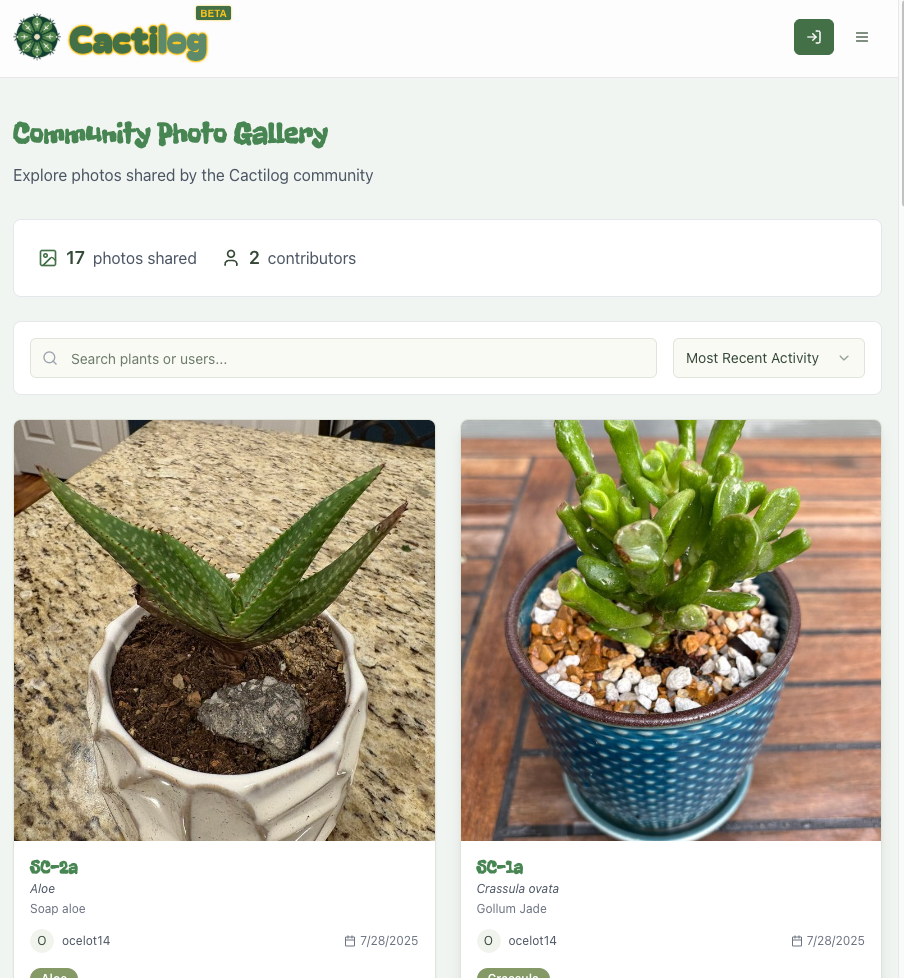 BETA
Cactilog
Community Photo Gallery
Explore photos shared by the Cactilog community
17 photos shared 2 contributors
Search plants or users...
Most Recent Activity
SC-2a
Aloe
Soap aloe
O ocelot14 7/28/2025
Aloe
SC-1a
Crassula ovata
Gollum Jade
O ocelot14 7/28/2025
Crassula